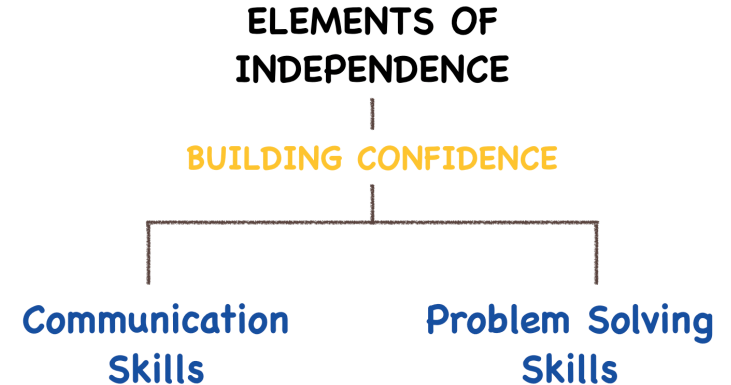 ELEMENTS OF
INDEPENDENCE
BUILDING CONFIDENCE
Communication
Skills
Problem Solving
Skills